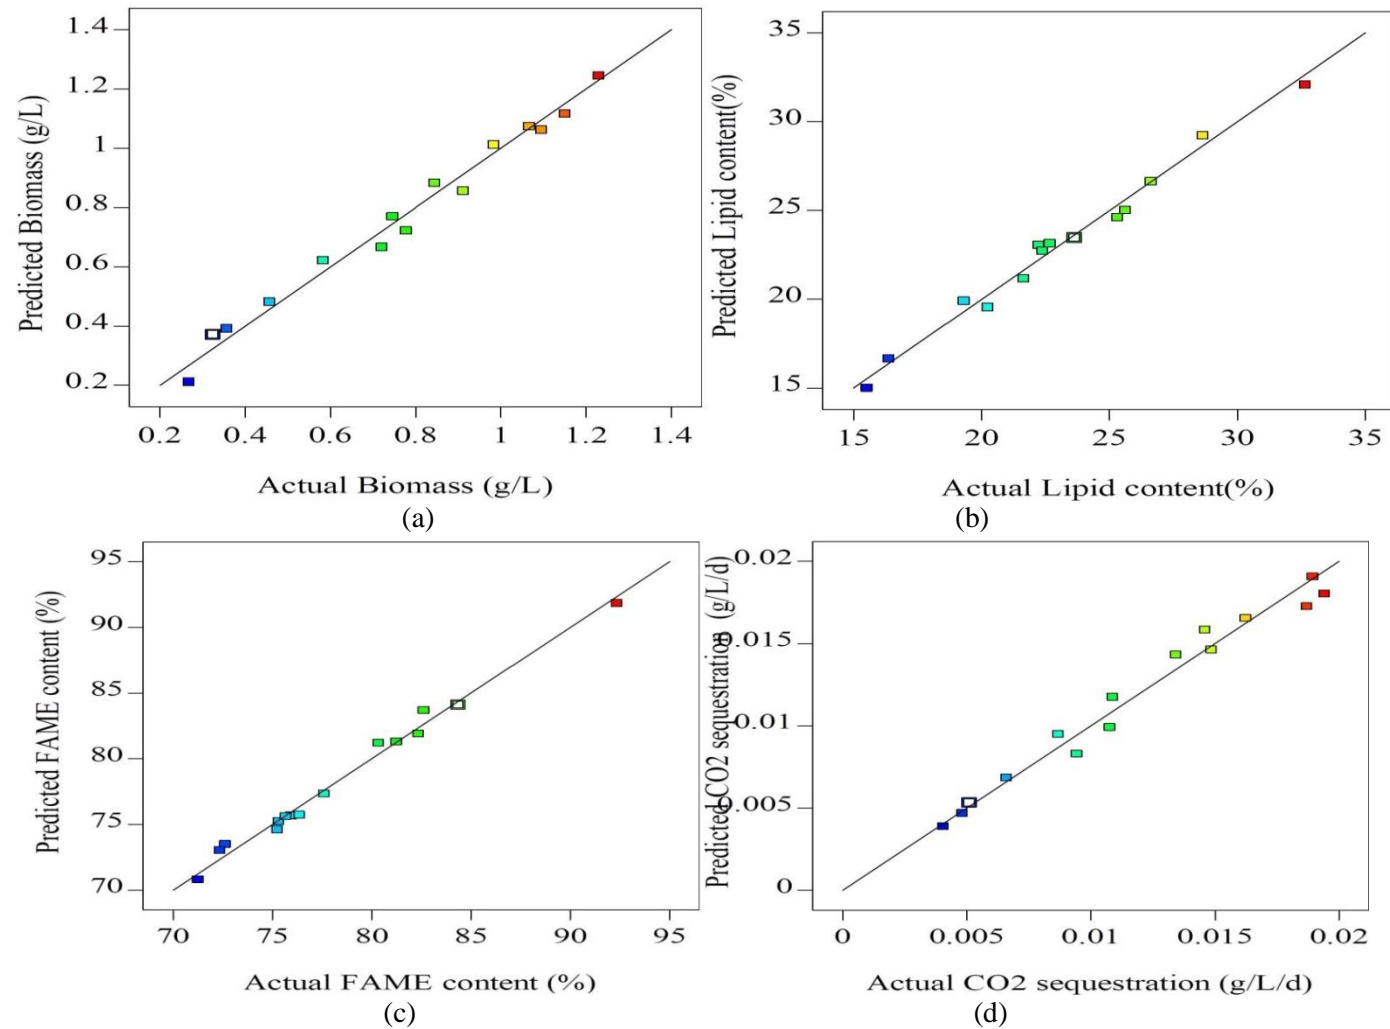 Predicted Biomass (g/L)
1.4
1.2
1
0.8
0.6
0.4
0.2
0.2 0.4 0.6 0.8 1 1.2 1.4
Actual Biomass (g/L)
(a)
Predicted Lipid content(%)
35
30
25
20
15
15 20 25 30 35
Actual Lipid content(%)
(b)
Predicted FAME content (%)
95
90
85
80
75
70
70 75 80 85 90 95
Actual FAME content (%)
(c)
Predicted CO2 sequestration (g/L/d)
0.02
0.015
0.01
0.005
0
0 0.005 0.01 0.015 0.02
Actual CO2 sequestration (g/L/d)
(d)